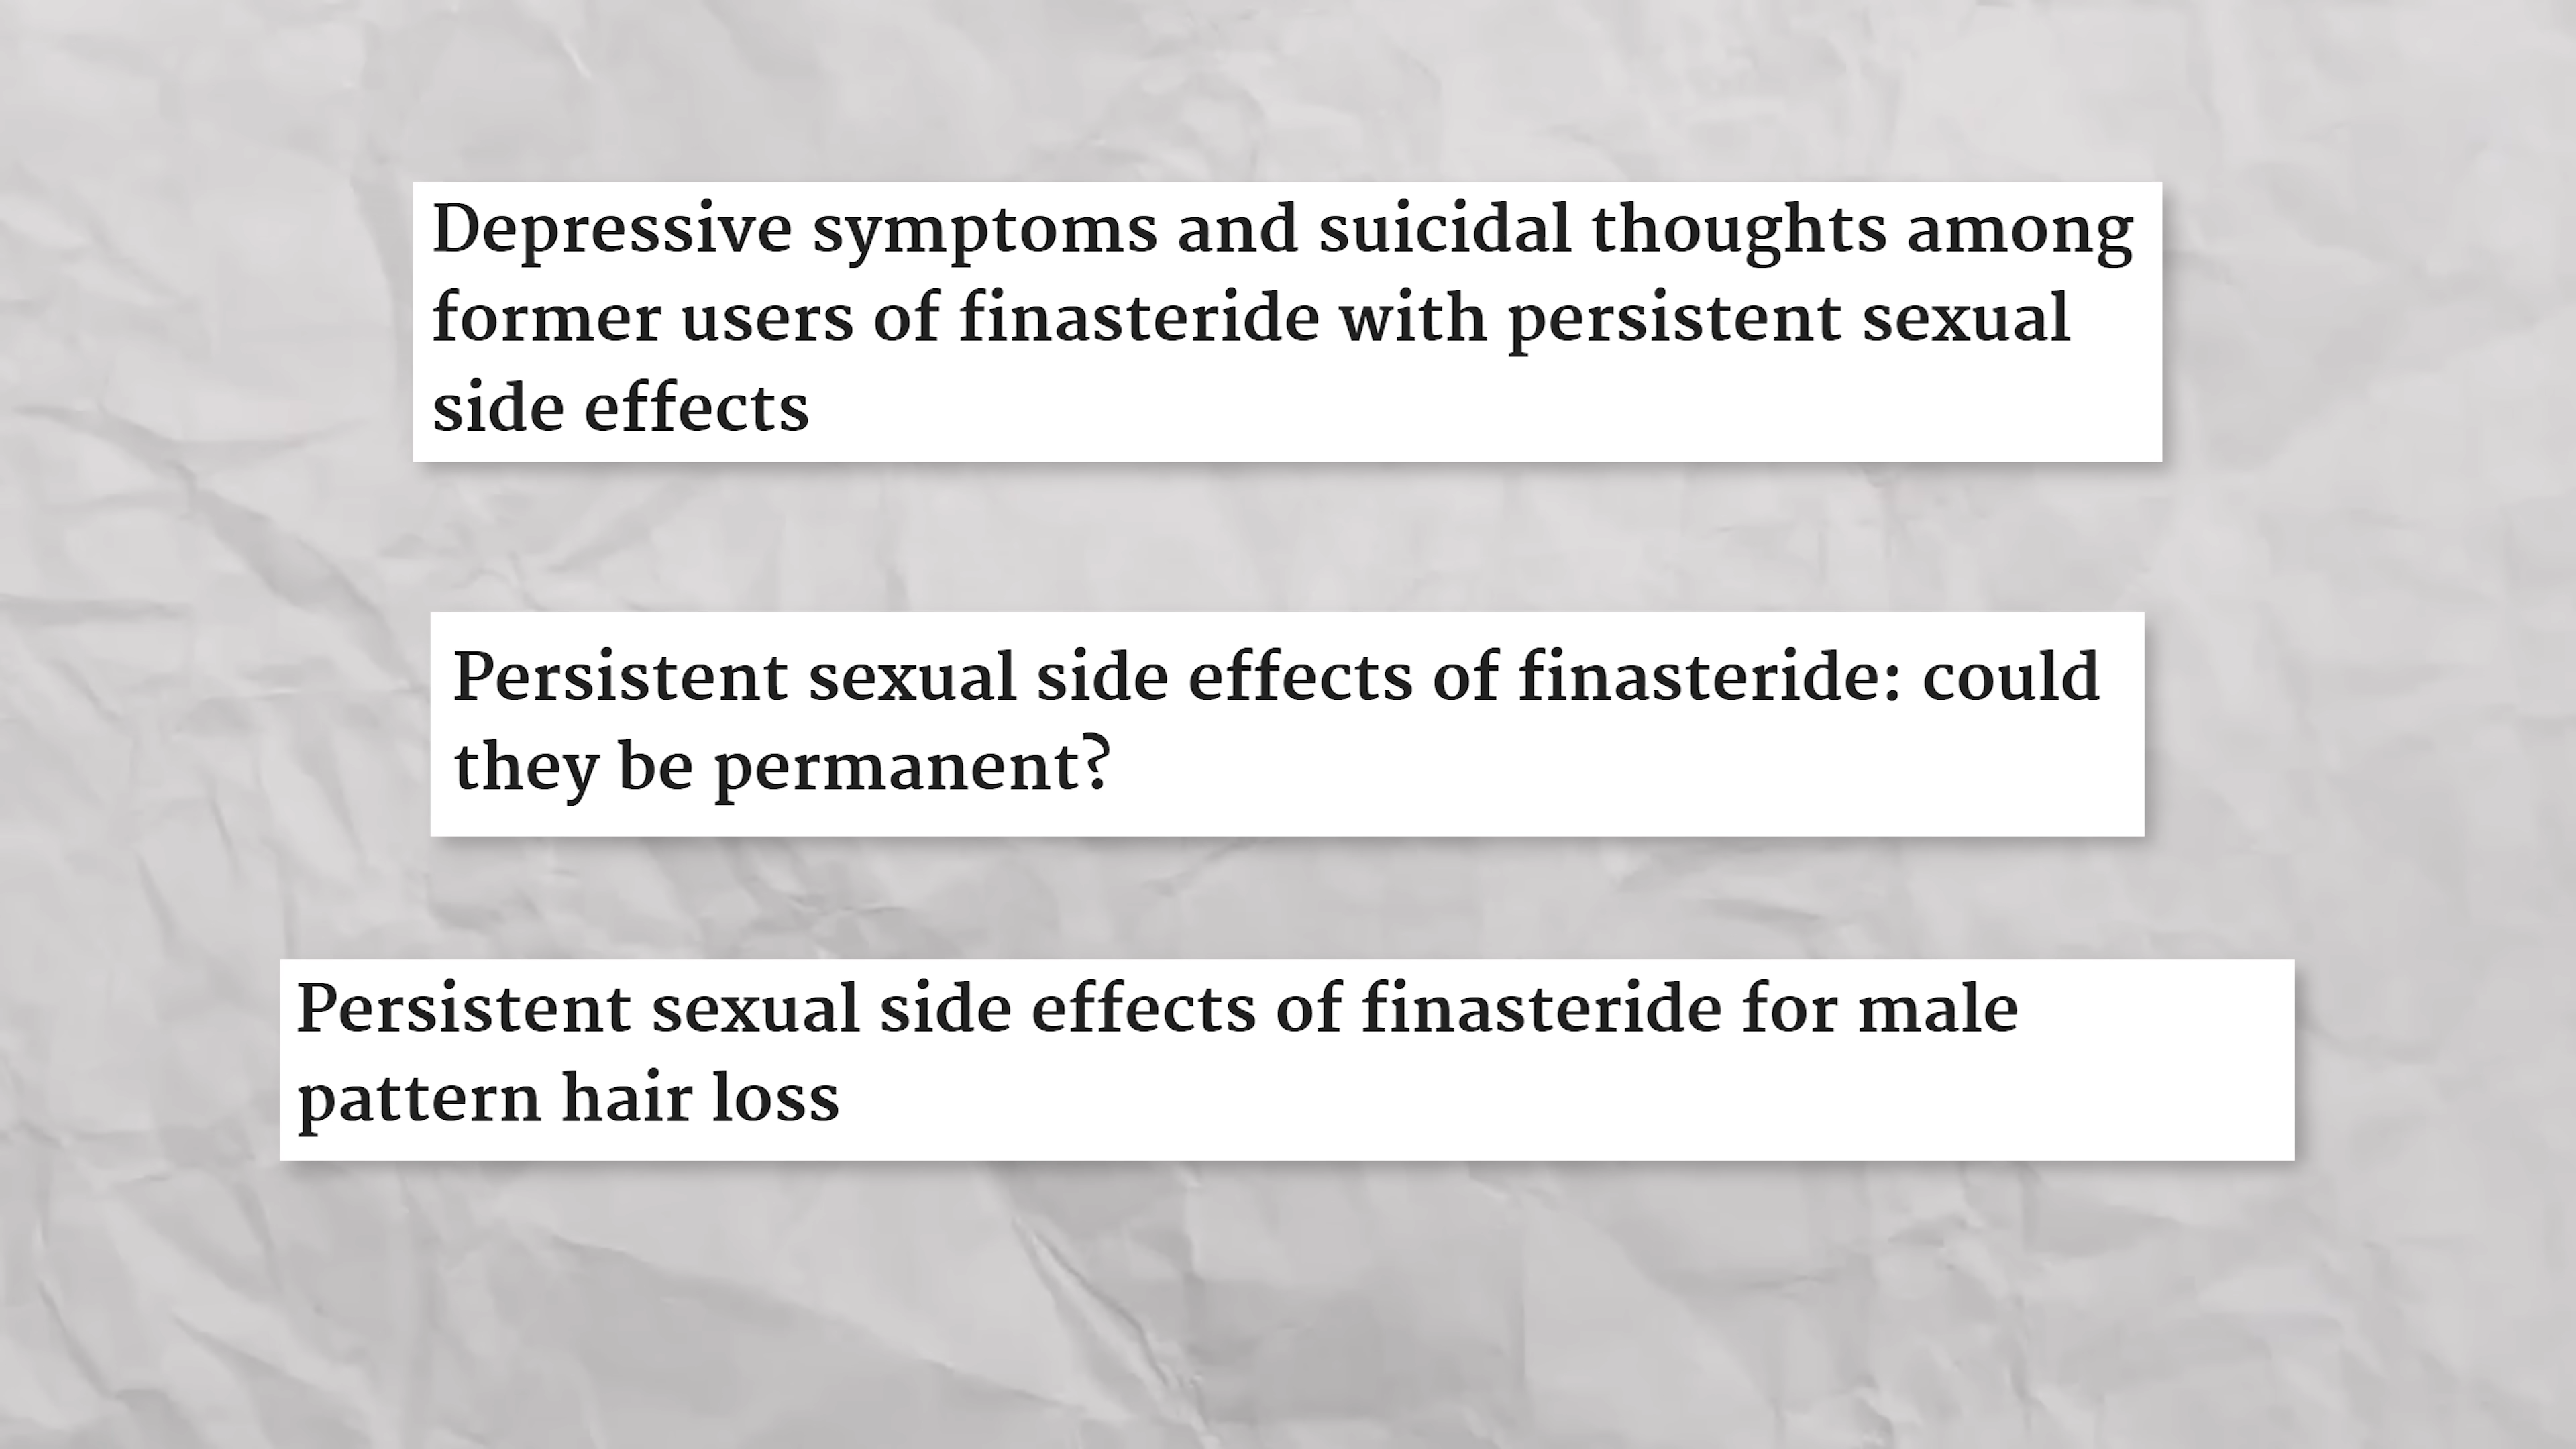 Depressive symptoms and suicidal thoughts among
former users of finasteride with persistent sexual
side effects
Persistent sexual side effects of finasteride: could
they be permanent?
Persistent sexual side effects of finasteride for male
pattern hair loss